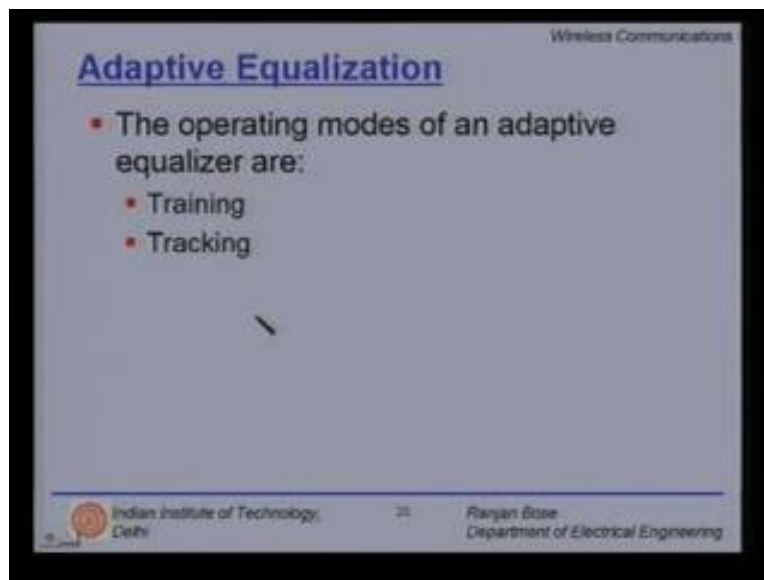 Wireless Communications
Adaptive Equalization
The operating modes of an adaptive
equalizer are:
Training
Tracking
Indian Institute of Technology,
Delhi
Ranjan Bose
Department of Electrical Engineering